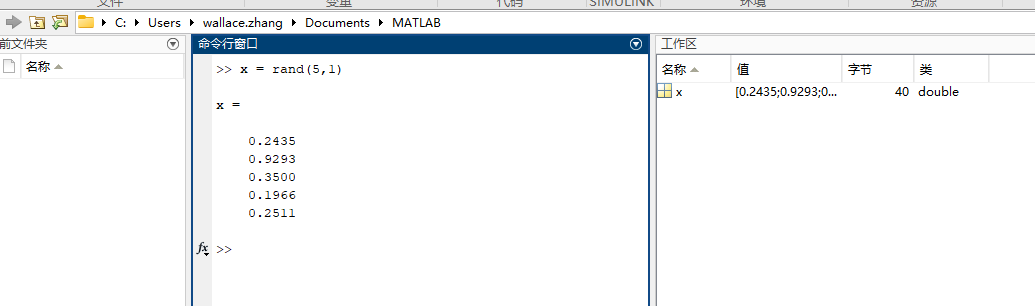 文件 变量 代码 SIMULINK 环境 资源
C: Users wallace.zhang Documents MATLAB
前文件夹
名称
命令行窗口
>> x = rand(5,1)
x =
0.2435
0.9293
0.3500
0.1966
0.2511
fx >>
工作区
名称 值 字节 类
x [0.2435;0.9293;0... 40 double